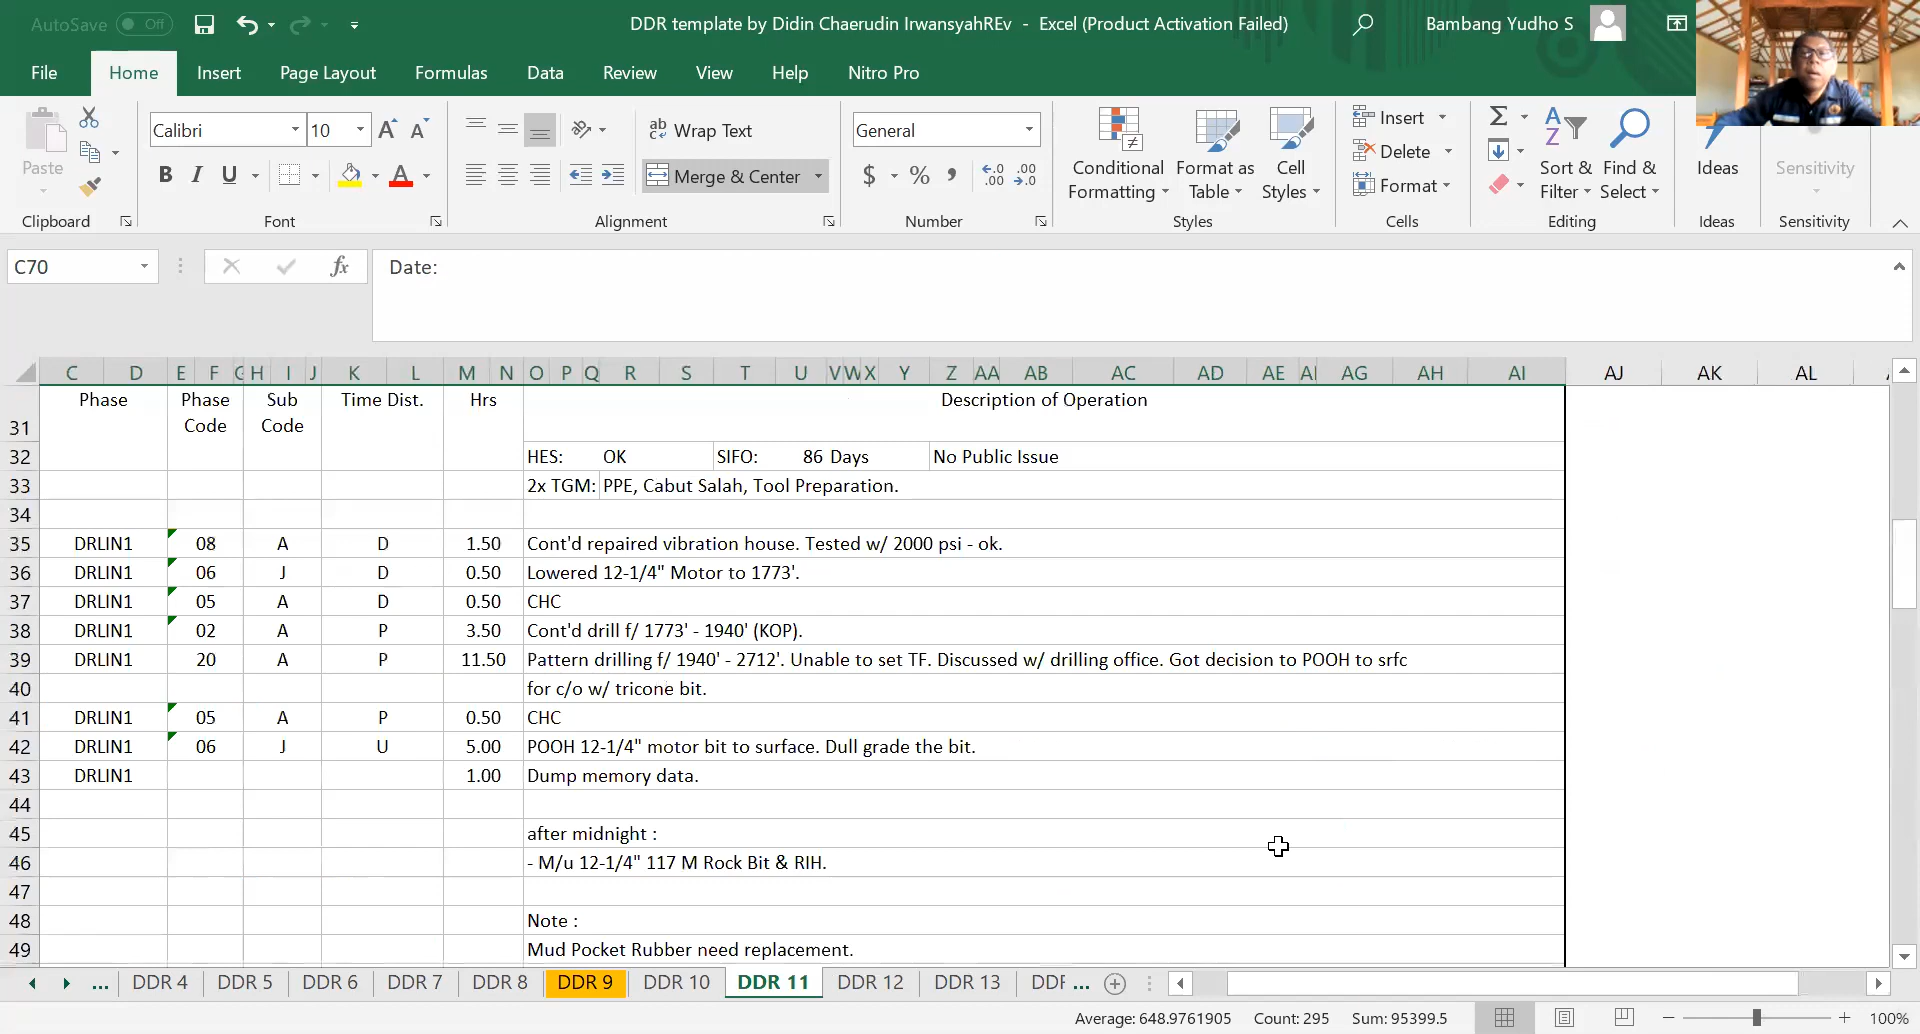 AutoSave Off DDR template by Didin Chaerudin IrwansyahREv - Excel (Product Activation Failed) Bambang Yudho S
File Home Insert Page Layout Formulas Data Review View Help Nitro Pro
Calibri 10 A A ab Wrap Text General Insert Σ A Z
Paste B I U A Merge & Center $ % , ←.0 .00 .00 →.0 Conditional Formatting Format as Table Cell Styles Delete Format Sort & Filter Find & Select Ideas Sensitivity
Clipboard Font Alignment Number Styles Cells Editing Ideas Sensitivity
C70 fx Date:
C D E F G H I J K L M N O P Q R S T U V W X Y Z AA AB AC AD AE AI AG AH AI AJ AK AL
31 Phase Phase Code Sub Code Time Dist. Hrs Description of Operation
32 HES: OK SIFO: 86 Days No Public Issue
33 2x TGM: PPE, Cabut Salah, Tool Preparation.
34
35 DRLIN1 08 A D 1.50 Cont'd repaired vibration house. Tested w/ 2000 psi - ok.
36 DRLIN1 06 J D 0.50 Lowered 12-1/4" Motor to 1773'.
37 DRLIN1 05 A D 0.50 CHC
38 DRLIN1 02 A P 3.50 Cont'd drill f/ 1773' - 1940' (KOP).
39 DRLIN1 20 A P 11.50 Pattern drilling f/ 1940' - 2712'. Unable to set TF. Discussed w/ drilling office. Got decision to POOH to srfc
40 for c/o w/ tricone bit.
41 DRLIN1 05 A P 0.50 CHC
42 DRLIN1 06 J U 5.00 POOH 12-1/4" motor bit to surface. Dull grade the bit.
43 DRLIN1 1.00 Dump memory data.
44
45 after midnight :
46 - M/u 12-1/4" 117 M Rock Bit & RIH.
47
48 Note :
49 Mud Pocket Rubber need replacement.
... DDR 4 DDR 5 DDR 6 DDR 7 DDR 8 DDR 9 DDR 10 DDR 11 DDR 12 DDR 13 DDF ...
Average: 648.9761905 Count: 295 Sum: 95399.5 100%